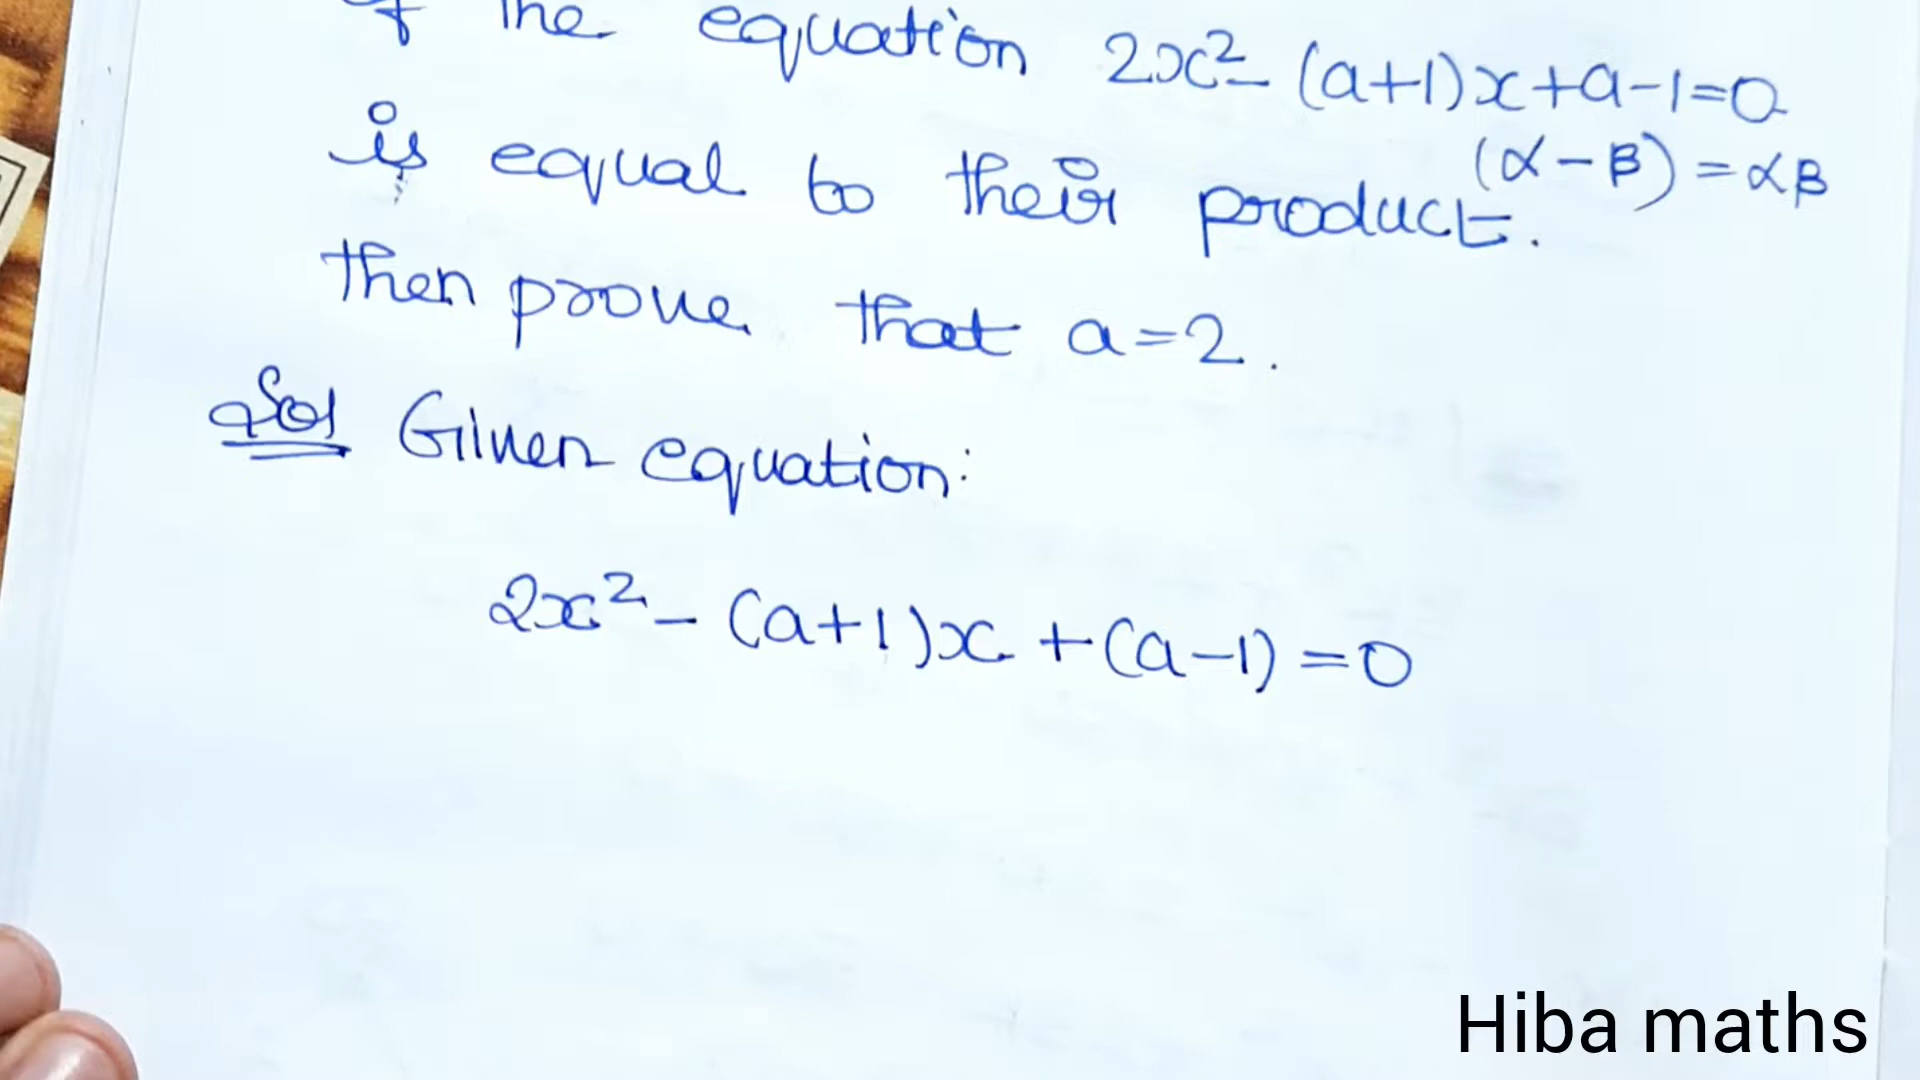 of the equation 2x² - (a+1)x + a - 1 = 0
is equal to their product. (α - β) = αβ
then prove that a = 2.
Sol Given equation:
2x² - (a+1)x + (a-1) = 0
Hiba maths